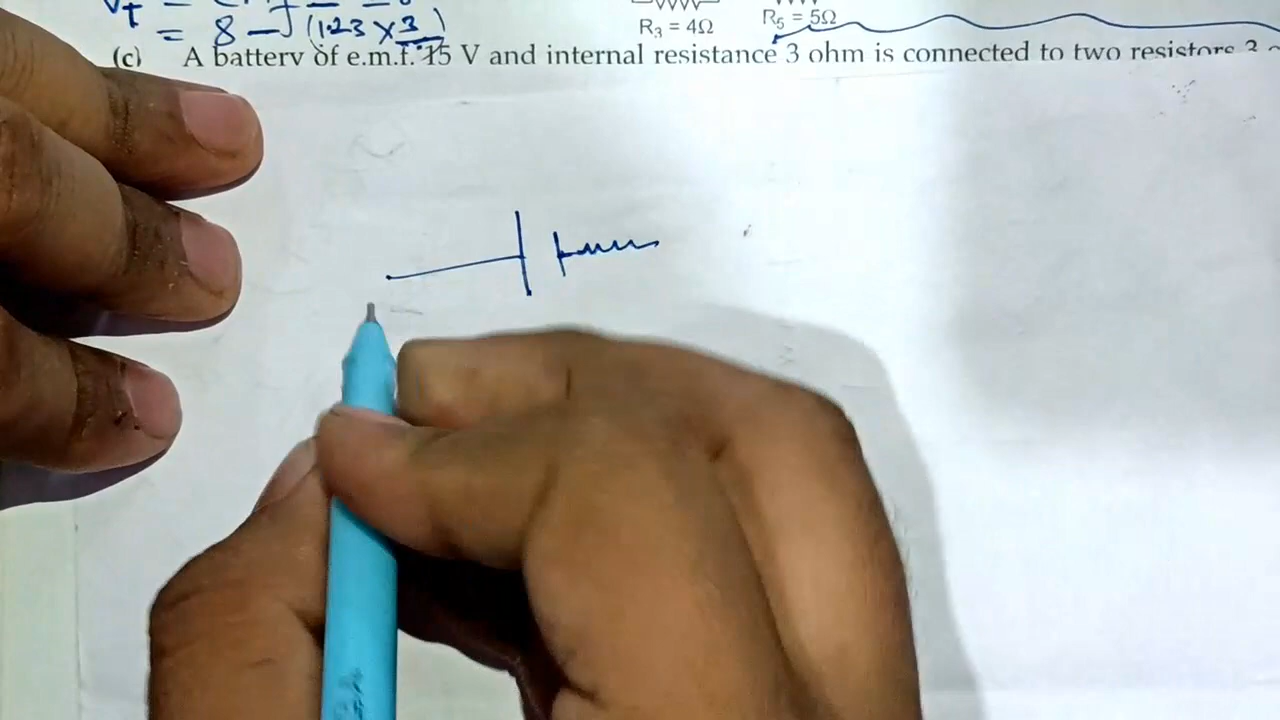 = 8 - (1.23 × 3)
R₃ = 4Ω R₅ = 5Ω
(c) A battery of e.m.f. 15 V and internal resistance 3 ohm is connected to two resistors 3